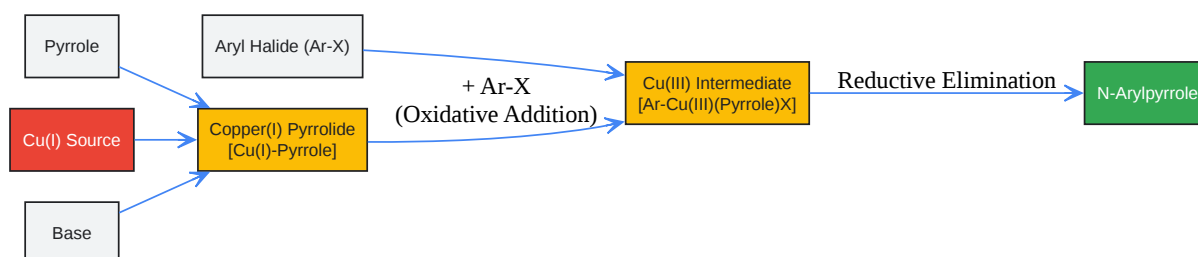 Pyrrole
Aryl Halide (Ar-X)
Cu(I) Source
Base
Copper(I) Pyrrolide
[Cu(I)-Pyrrole]
+ Ar-X
(Oxidative Addition)
Cu(III) Intermediate
[Ar-Cu(III)(Pyrrole)X]
Reductive Elimination
N-Arylpyrrole